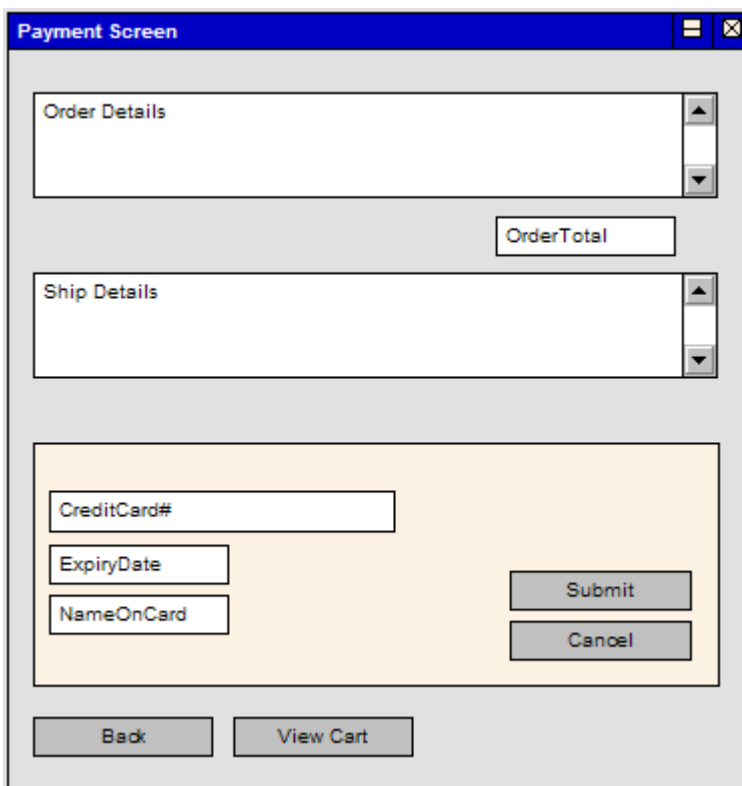 Payment Screen
Order Details
OrderTotal
Ship Details
CreditCard#
ExpiryDate
NameOnCard
Submit
Cancel
Back
View Cart